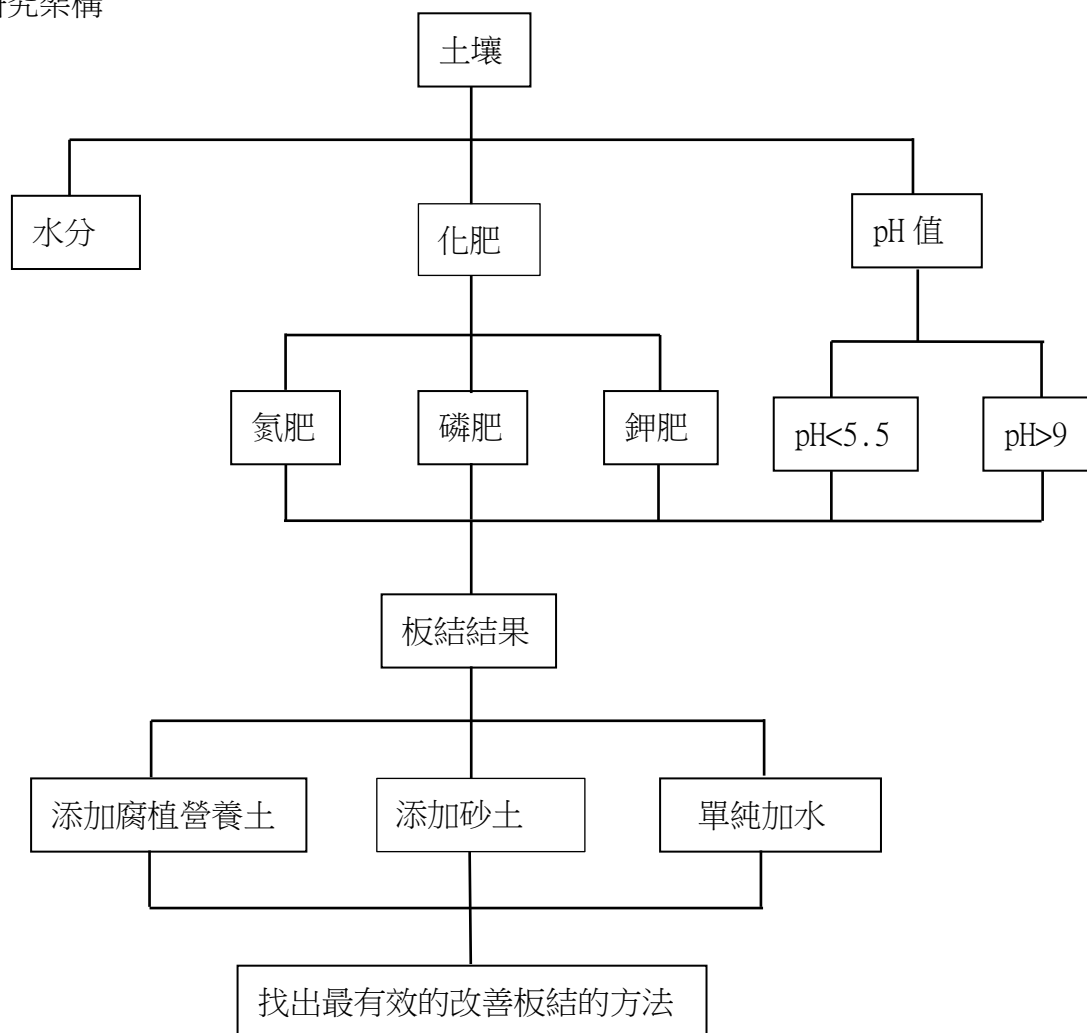 研究架構
土壤
水分
化肥
pH 值
氮肥
磷肥
鉀肥
pH<5.5
pH>9
板結結果
添加腐植營養土
添加砂土
單純加水
找出最有效的改善板結的方法